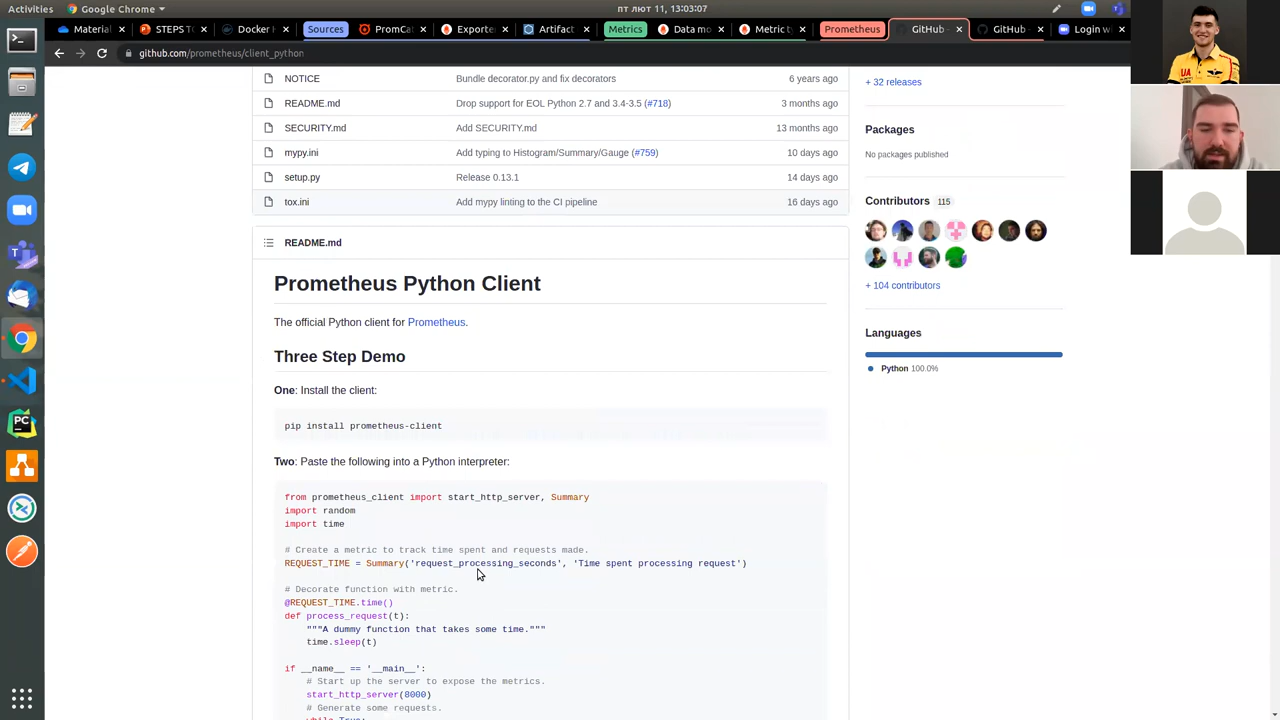 Activities
Google Chrome
пт лют 11, 13:03:07
Material
STEPS T
Docker H
Sources
PromCat
Exporter
Artifact
Metrics
Data mo
Metric ty
Prometheus
GitHub -
GitHub -
Login w
github.com/prometheus/client_python
NOTICE
Bundle decorator.py and fix decorators
6 years ago
README.md
Drop support for EOL Python 2.7 and 3.4-3.5 (#718)
3 months ago
SECURITY.md
Add SECURITY.md
13 months ago
mypy.ini
Add typing to Histogram/Summary/Gauge (#759)
10 days ago
setup.py
Release 0.13.1
14 days ago
tox.ini
Add mypy linting to the CI pipeline
16 days ago
README.md
Prometheus Python Client
The official Python client for Prometheus.
Three Step Demo
One: Install the client:
pip install prometheus-client
Two: Paste the following into a Python interpreter:
from prometheus_client import start_http_server, Summary
import random
import time
# Create a metric to track time spent and requests made.
REQUEST_TIME = Summary('request_processing_seconds', 'Time spent processing request')
# Decorate function with metric.
@REQUEST_TIME.time()
def process_request(t):
"""A dummy function that takes some time."""
time.sleep(t)
if __name__ == '__main__':
# Start up the server to expose the metrics.
start_http_server(8000)
# Generate some requests.
while True:
+ 32 releases
Packages
No packages published
Contributors 115
+ 104 contributors
Languages
Python 100.0%
UA
PC